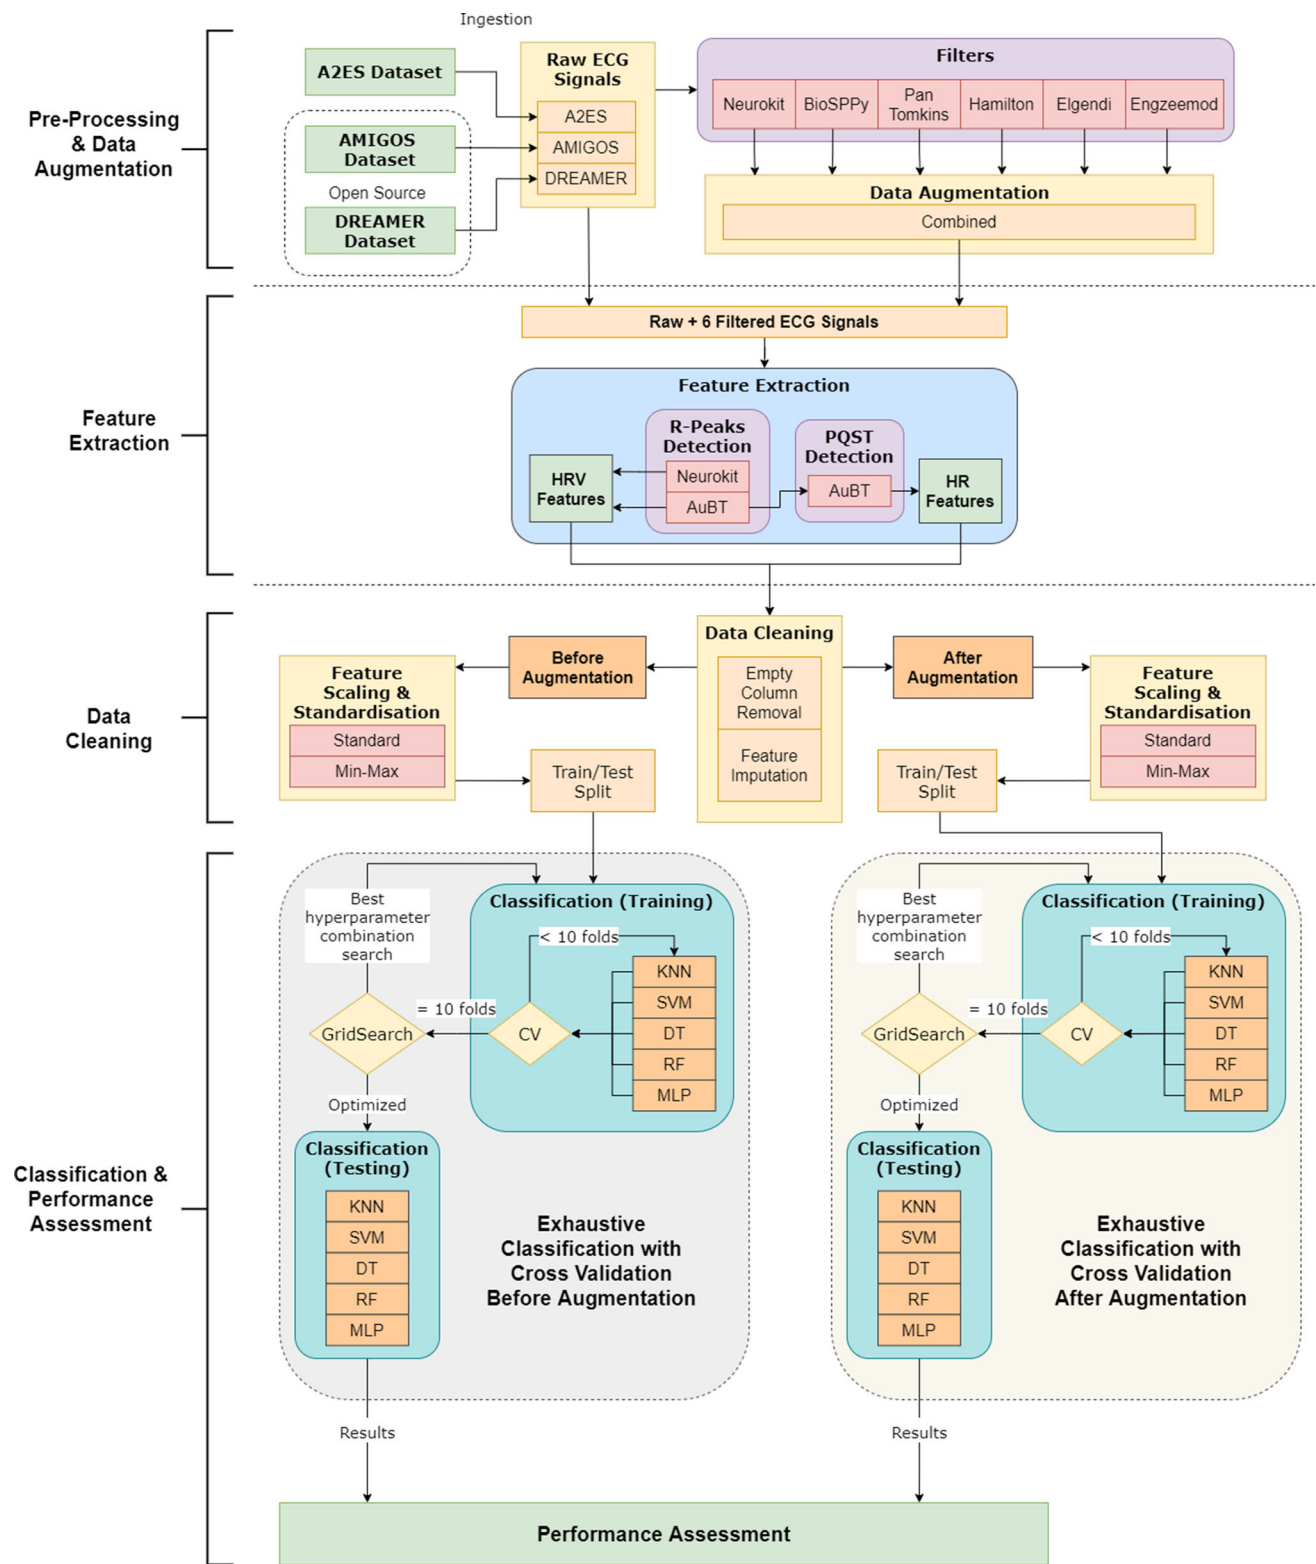 Ingestion
Pre-Processing
& Data
Augmentation
A2ES Dataset
AMIGOS
Dataset
Open Source
DREAMER
Dataset
Raw ECG
Signals
A2ES
AMIGOS
DREAMER
Filters
Neurokit
BioSPPy
Pan
Tomkins
Hamilton
Elgendi
Engzeemod
Data Augmentation
Combined
Feature
Extraction
Raw + 6 Filtered ECG Signals
Feature Extraction
R-Peaks
Detection
Neurokit
AuBT
PQST
Detection
AuBT
HRV
Features
HR
Features
Data
Cleaning
Data Cleaning
Empty
Column
Removal
Feature
Imputation
Before
Augmentation
After
Augmentation
Feature
Scaling &
Standardisation
Standard
Min-Max
Train/Test
Split
Train/Test
Split
Feature
Scaling &
Standardisation
Standard
Min-Max
Classification &
Performance
Assessment
Best
hyperparameter
combination
search
Classification (Training)
< 10 folds
KNN
SVM
DT
RF
MLP
CV
= 10 folds
GridSearch
Optimized
Classification
(Testing)
KNN
SVM
DT
RF
MLP
Exhaustive
Classification with
Cross Validation
Before Augmentation
Results
Best
hyperparameter
combination
search
Classification (Training)
< 10 folds
KNN
SVM
DT
RF
MLP
CV
= 10 folds
GridSearch
Optimized
Classification
(Testing)
KNN
SVM
DT
RF
MLP
Exhaustive
Classification with
Cross Validation
After Augmentation
Results
Performance Assessment